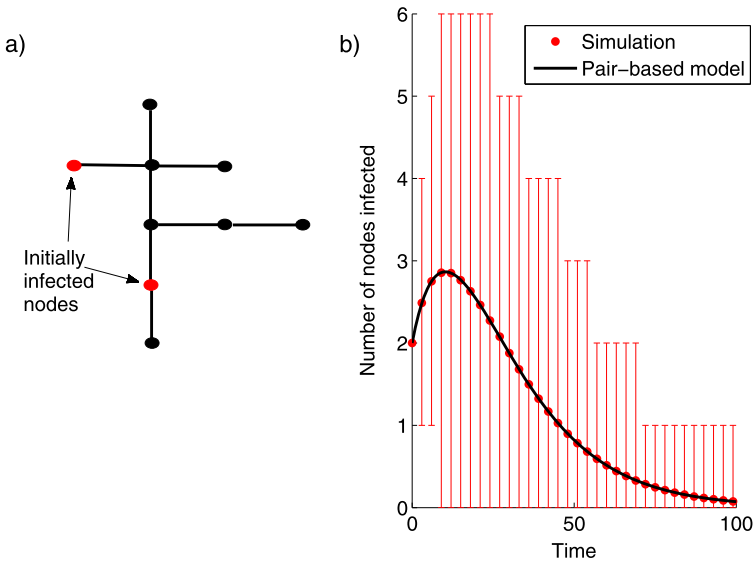 a)
Initially
infected
nodes
b)
Number of nodes infected
6
5
4
3
2
1
0
0
50
100
Time
Simulation
Pair−based model